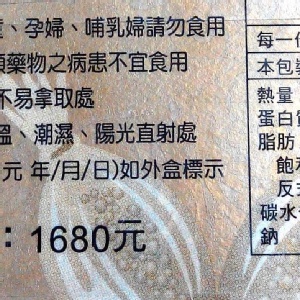 、孕婦、哺乳婦請勿食用
類藥物之病患不宜食用
不易拿取處
溫、潮濕、陽光直射處
元 年/月/日)如外盒標示
：1680元
每一份
本包裝
熱量
蛋白質
脂肪
飽和
反式
碳水
鈉